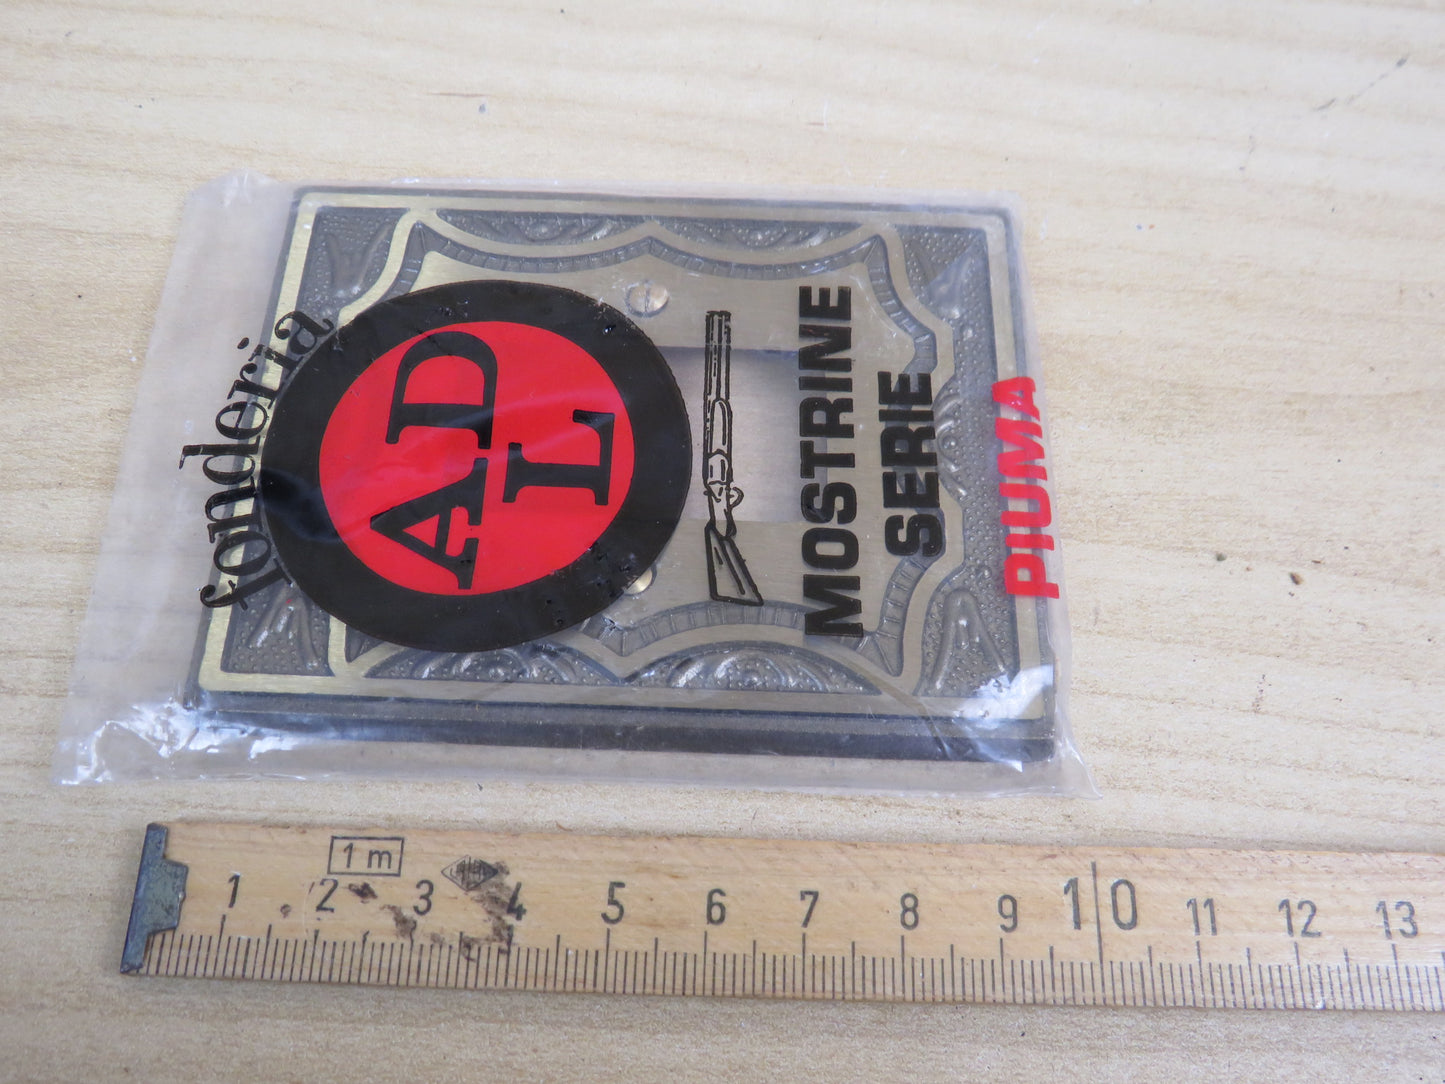 fonderia
AD
L
MOSTRINE
SERIE
PIUMA
1 m
1 2 3 4 5 6 7 8 9 10 11 12 13